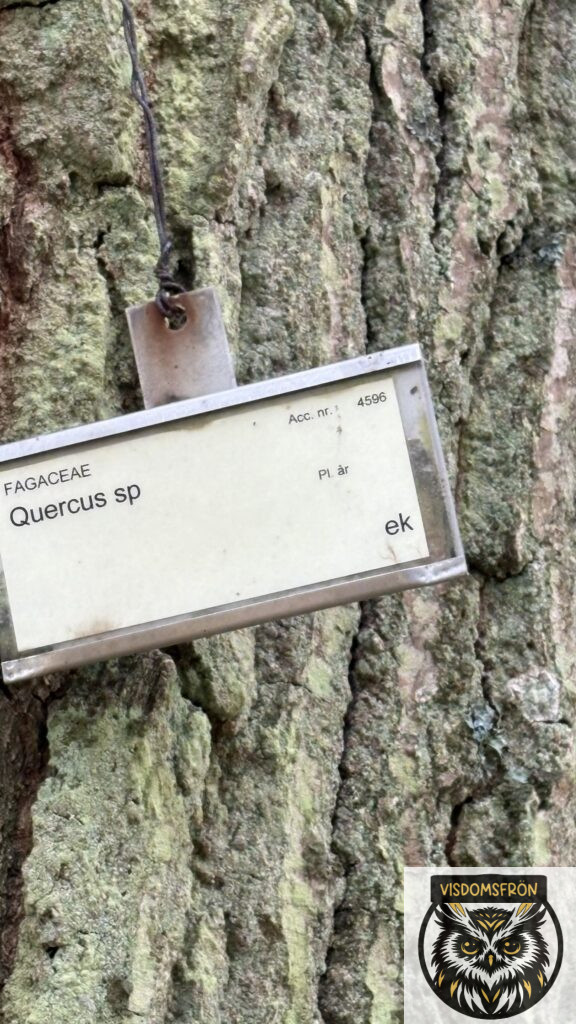 Acc. nr. 4596
FAGACEAE
Pl. år
Quercus sp
ek
VISDOMSFRÖN